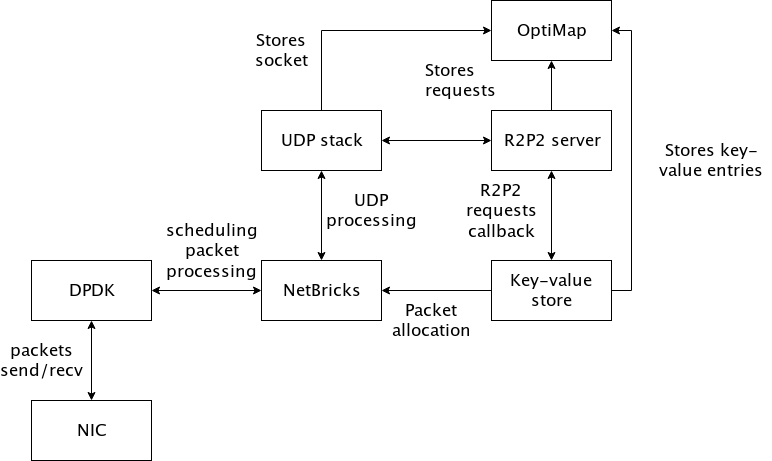 OptiMap
Stores
socket
Stores
requests
UDP stack
R2P2 server
Stores key-
value entries
UDP
processing
R2P2
requests
callback
scheduling
packet
processing
DPDK
NetBricks
Key-value
store
Packet
allocation
packets
send/recv
NIC